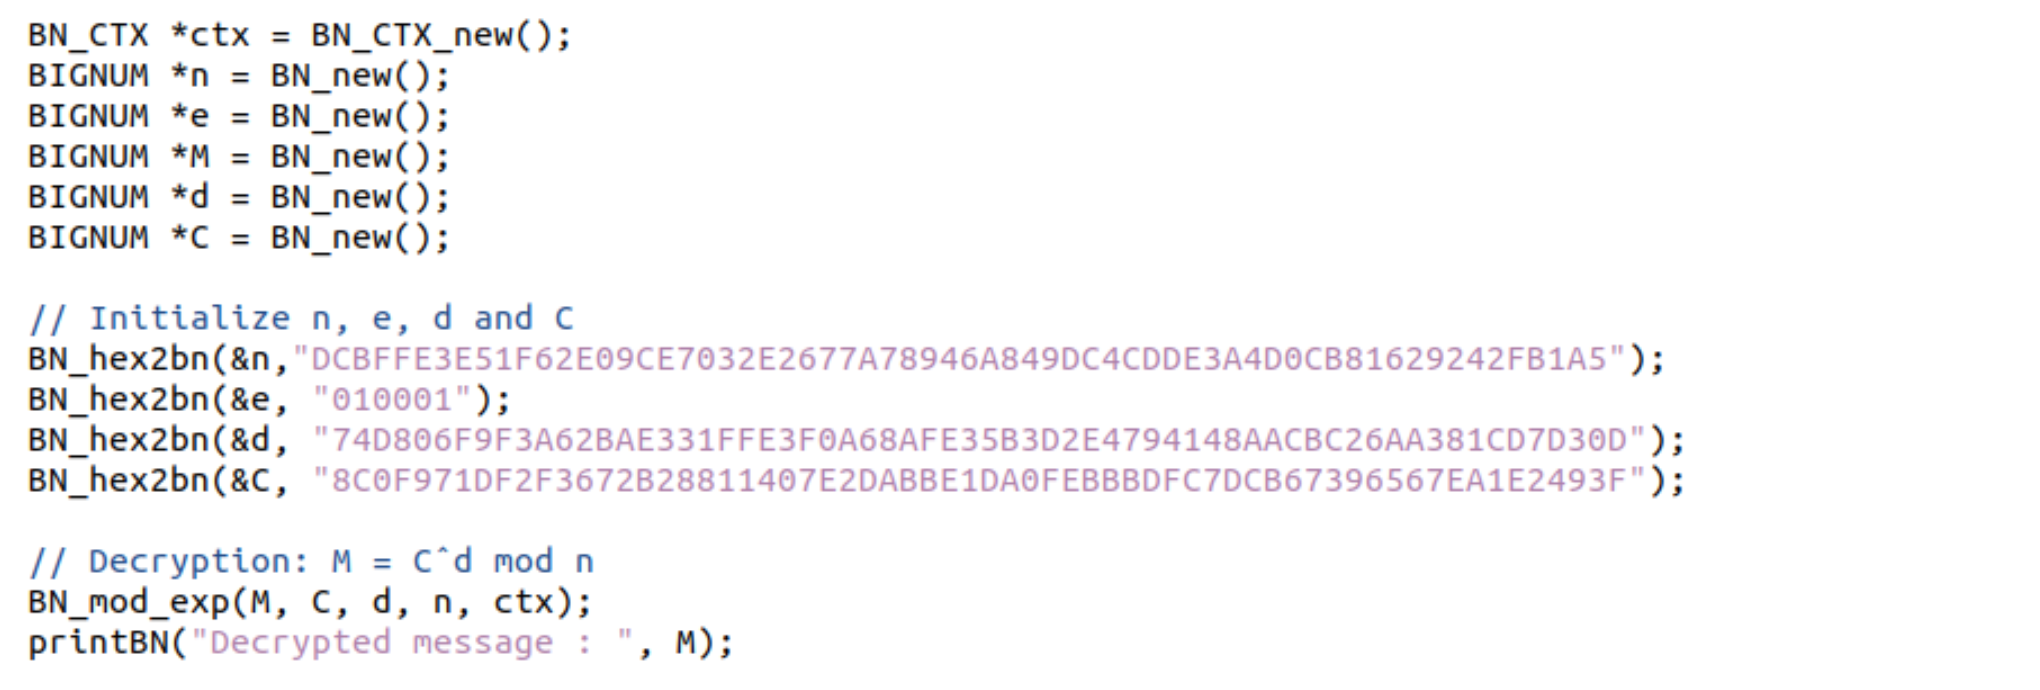 BN_CTX *ctx = BN_CTX_new();
BIGNUM *n = BN_new();
BIGNUM *e = BN_new();
BIGNUM *M = BN_new();
BIGNUM *d = BN_new();
BIGNUM *C = BN_new();
// Initialize n, e, d and C
BN_hex2bn(&n,"DCBFFE3E51F62E09CE7032E2677A78946A849DC4CDDE3A4D0CB81629242FB1A5");
BN_hex2bn(&e, "010001");
BN_hex2bn(&d, "74D806F9F3A62BAE331FFE3F0A68AFE35B3D2E4794148AACBC26AA381CD7D30D");
BN_hex2bn(&C, "8C0F971DF2F3672B28811407E2DABBE1DA0FEBBBDFC7DCB67396567EA1E2493F");
// Decryption: M = Cˆd mod n
BN_mod_exp(M, C, d, n, ctx);
printBN("Decrypted message : ", M);